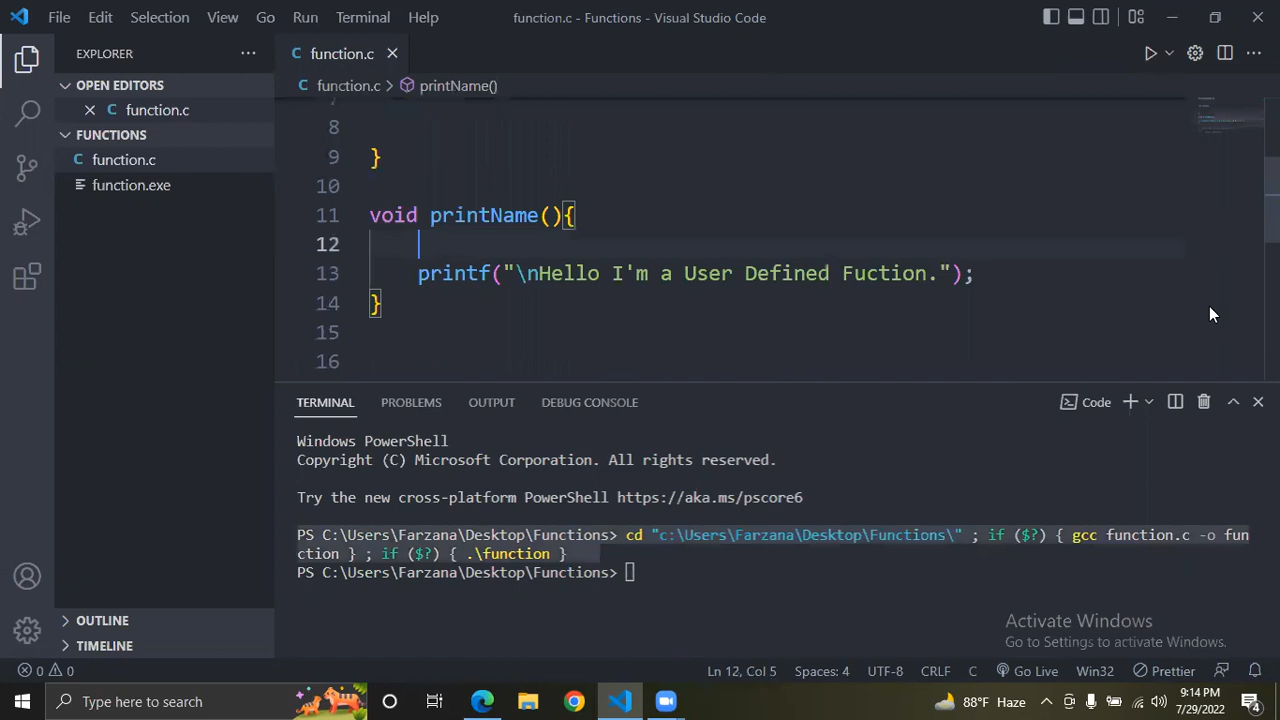 File Edit Selection View Go Run Terminal Help function.c - Functions - Visual Studio Code
EXPLORER
function.c
OPEN EDITORS
function.c
FUNCTIONS
function.c
function.exe
OUTLINE
TIMELINE
function.c > printName()
7
8
9 }
10
11 void printName(){
12
13 printf("\nHello I'm a User Defined Fuction.");
14 }
15
16
TERMINAL PROBLEMS OUTPUT DEBUG CONSOLE Code
Windows PowerShell
Copyright (C) Microsoft Corporation. All rights reserved.
Try the new cross-platform PowerShell https://aka.ms/pscore6
PS C:\Users\Farzana\Desktop\Functions> cd "c:\Users\Farzana\Desktop\Functions\" ; if ($?) { gcc function.c -o fun
ction } ; if ($?) { .\function }
PS C:\Users\Farzana\Desktop\Functions>
Activate Windows
Go to Settings to activate Windows.
0 0 Ln 12, Col 5 Spaces: 4 UTF-8 CRLF C Go Live Win32 Prettier
Type here to search 88°F Haze 9:14 PM
7/29/2022 4